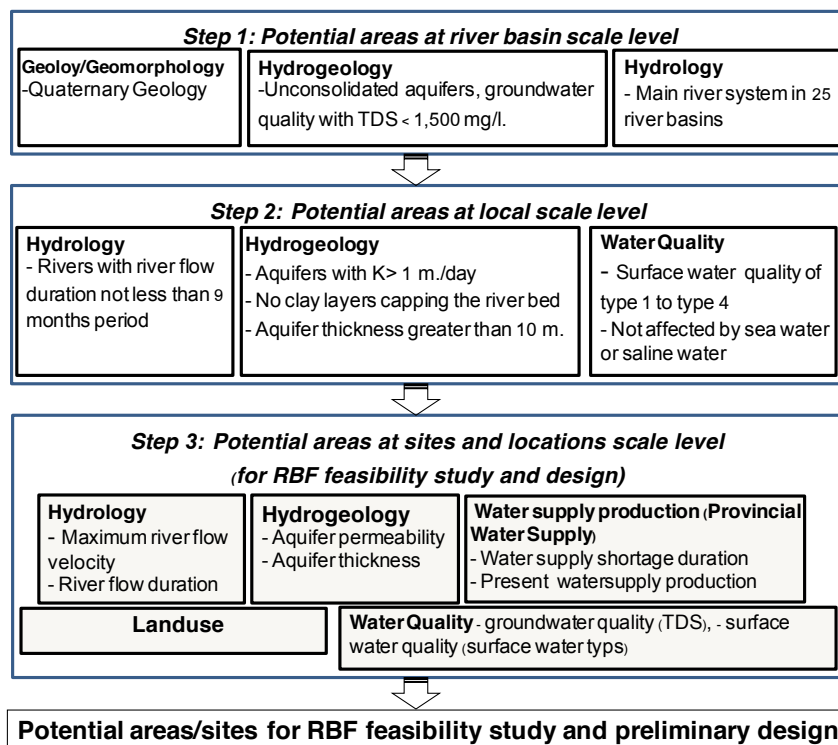 Step 1: Potential areas at river basin scale level
Geoloy/Geomorphology
-Quaternary Geology
Hydrogeology
-Unconsolidated aquifers, groundwater
quality with TDS < 1,500 mg/l.
Hydrology
- Main river system in 25
river basins
Step 2: Potential areas at local scale level
Hydrology
- Rivers with river flow
duration not less than 9
months period
Hydrogeology
- Aquifers with K> 1 m./day
- No clay layers capping the river bed
- Aquifer thickness greater than 10 m.
Water Quality
- Surface water quality of
type 1 to type 4
- Not affected by sea water
or saline water
Step 3: Potential areas at sites and locations scale level
(for RBF feasibility study and design)
Hydrology
- Maximum river flow
velocity
- River flow duration
Hydrogeology
- Aquifer permeability
- Aquifer thickness
Water supply production (Provincial
Water Supply)
- Water supply shortage duration
- Present watersupply production
Landuse
Water Quality - groundwater quality (TDS), - surface
water quality (surface water typs)
Potential areas/sites for RBF feasibility study and preliminary design